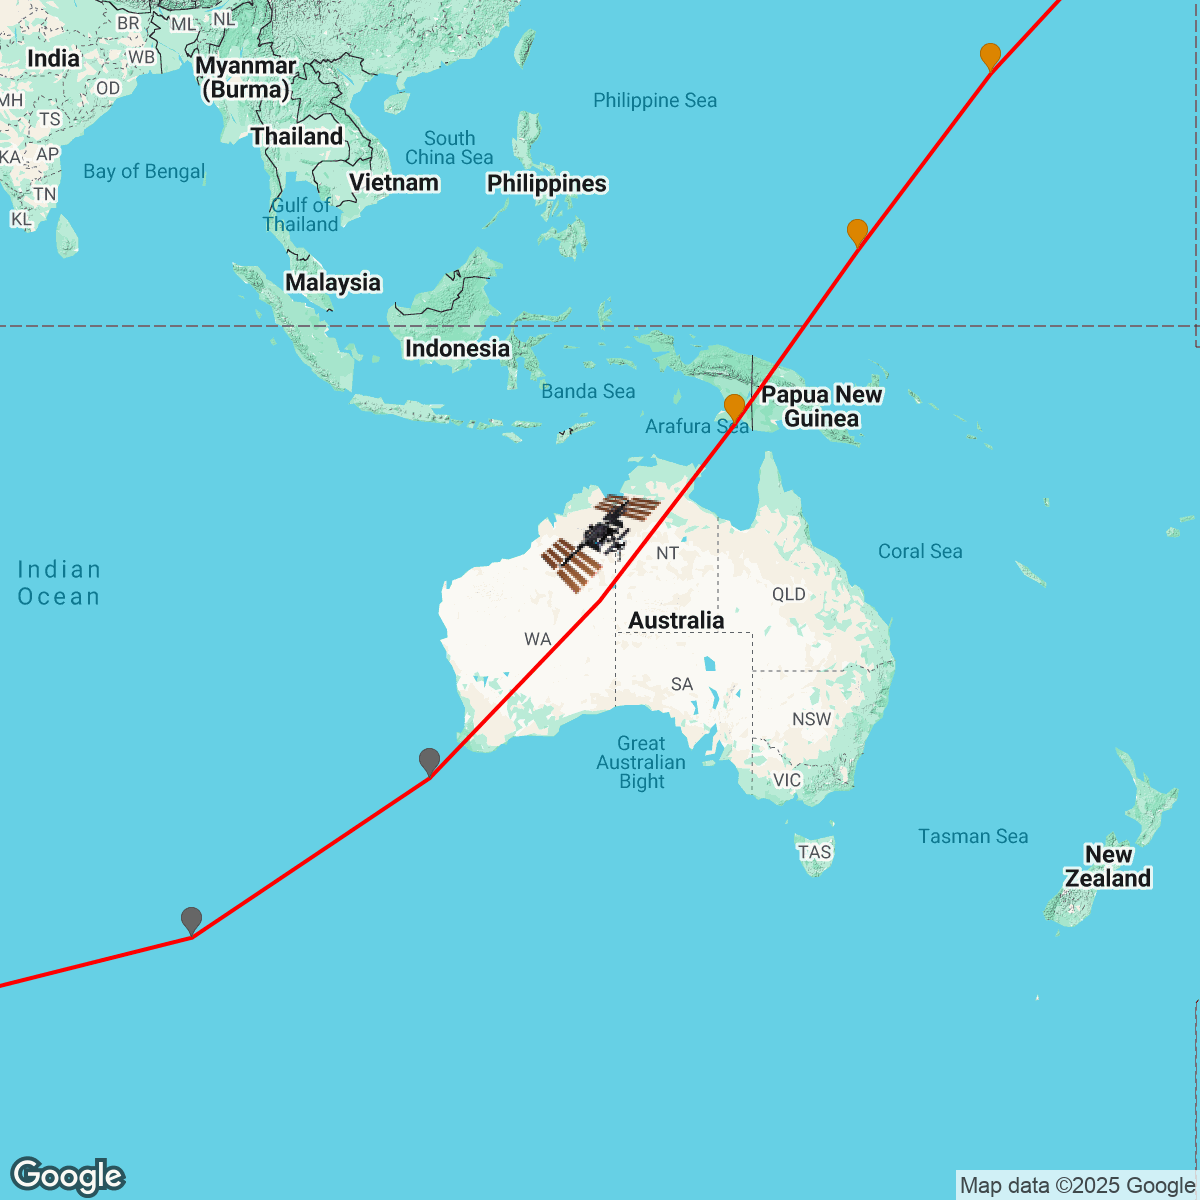 BR
ML
NL
India
WB
Myanmar
(Burma)
OD
MH
TS
Philippine Sea
Thailand
South
China Sea
KA
AP
Bay of Bengal
Vietnam
Philippines
TN
Gulf of
Thailand
KL
Malaysia
Indonesia
Banda Sea
Papua New
Guinea
Arafura Sea
NT
Coral Sea
Indian
Ocean
QLD
Australia
WA
SA
NSW
Great
Australian
Bight
VIC
Tasman Sea
TAS
New
Zealand
Google
Map data ©2025 Google